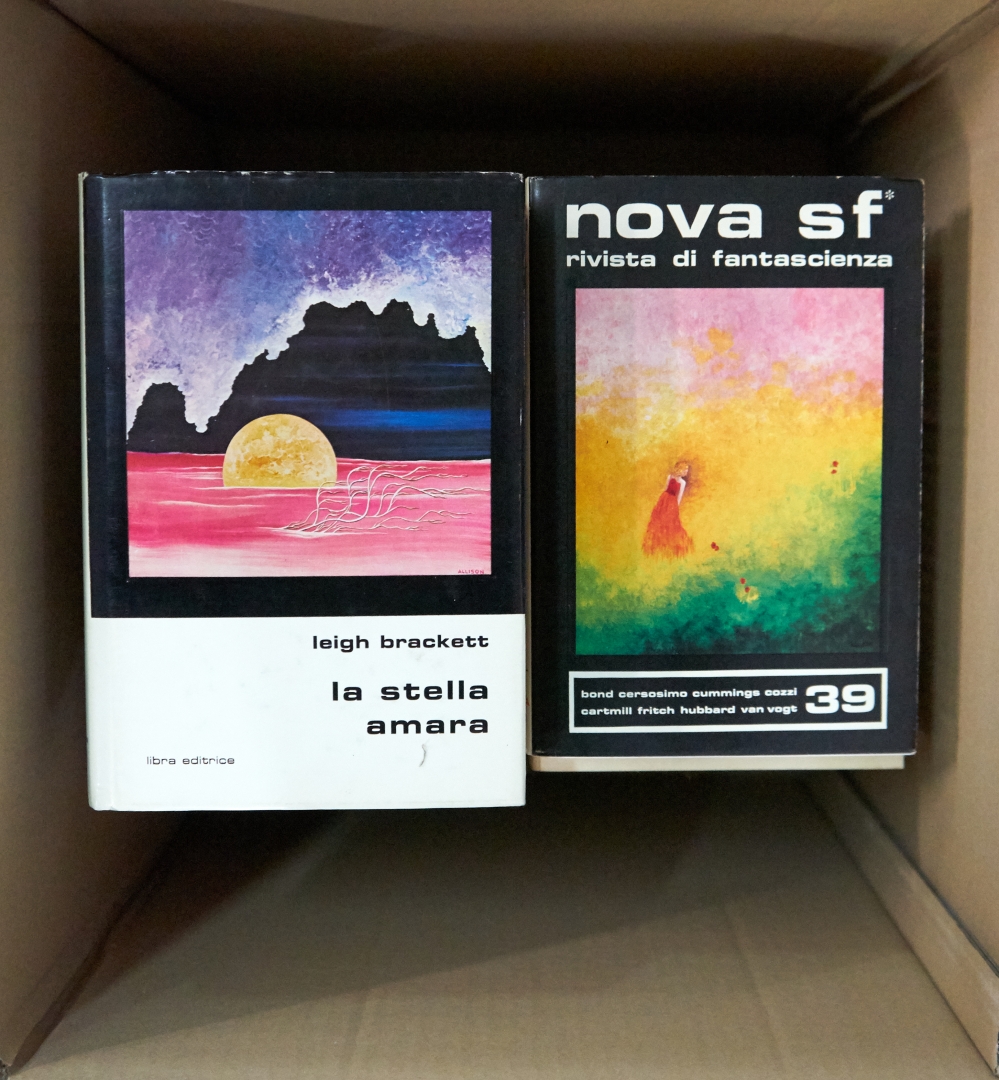 ALLISON
leigh brackett
la stella
amara
libra editrice
nova sf*
rivista di fantascienza
bond cersosimo cummings cozzi
cartmill fritch hubbard van vogt
39